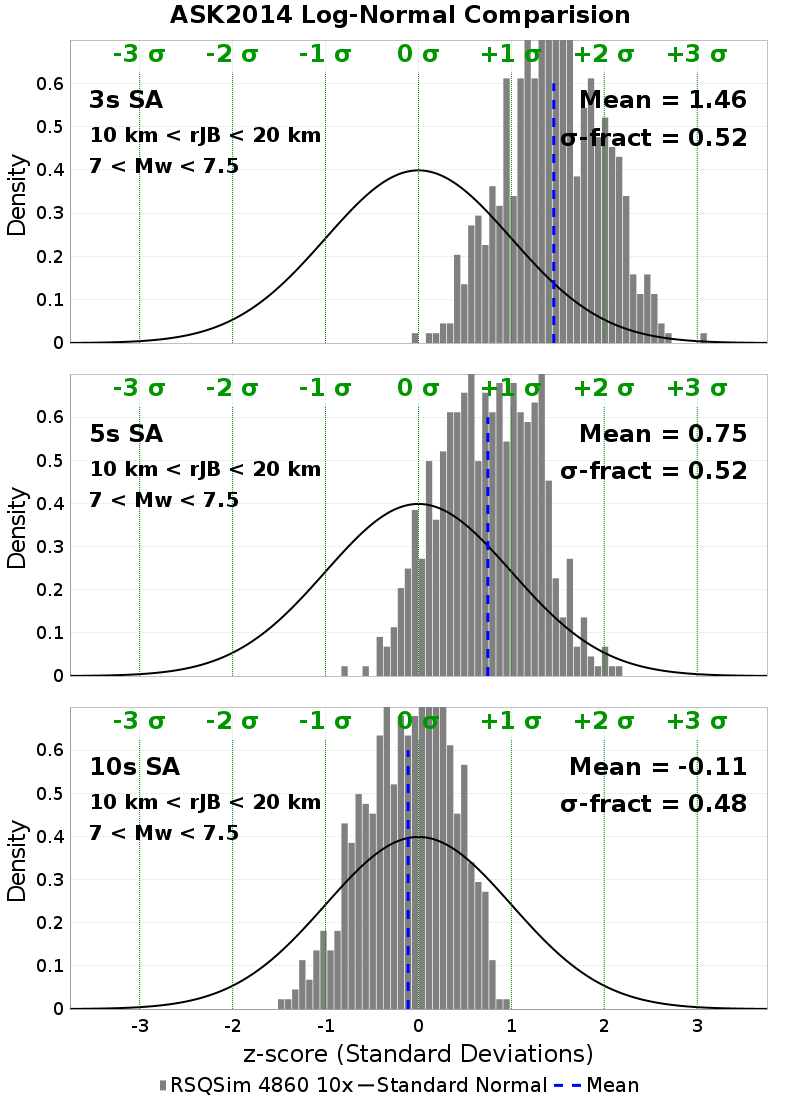 ASK2014 Log-Normal Comparision
-3 σ -2 σ -1 σ 0 σ +1 σ +2 σ +3 σ
3s SA
Mean = 1.46
10 km < rJB < 20 km
σ-fract = 0.52
7 < Mw < 7.5
Density
0.6
0.5
0.4
0.3
0.2
0.1
0
-3 σ -2 σ -1 σ 0 σ +1 σ +2 σ +3 σ
5s SA
Mean = 0.75
10 km < rJB < 20 km
σ-fract = 0.52
7 < Mw < 7.5
Density
0.6
0.5
0.4
0.3
0.2
0.1
0
-3 σ -2 σ -1 σ 0 σ +1 σ +2 σ +3 σ
10s SA
Mean = -0.11
10 km < rJB < 20 km
σ-fract = 0.48
7 < Mw < 7.5
Density
0.6
0.5
0.4
0.3
0.2
0.1
0
-3 -2 -1 0 1 2 3
z-score (Standard Deviations)
RSQSim 4860 10x Standard Normal Mean